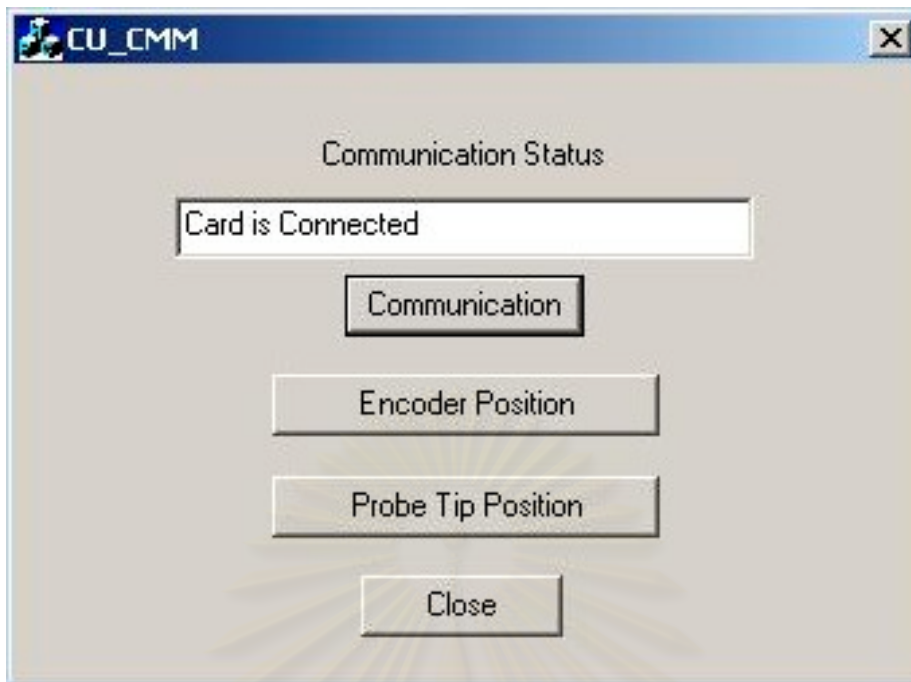 CU_CMM
Communication Status
Card is Connected
Communication
Encoder Position
Probe Tip Position
Close